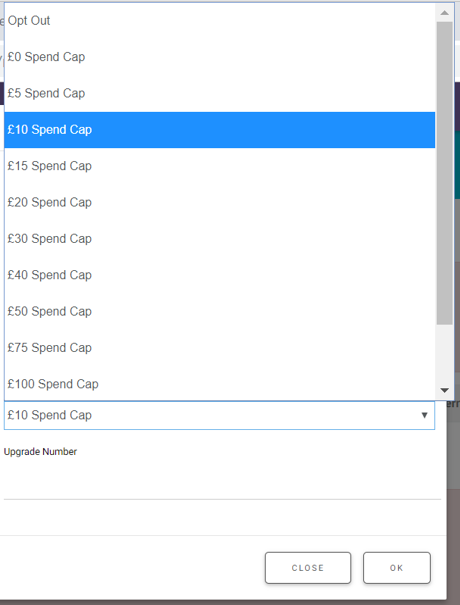 Opt Out
£0 Spend Cap
£5 Spend Cap
£10 Spend Cap
£15 Spend Cap
£20 Spend Cap
£30 Spend Cap
£40 Spend Cap
£50 Spend Cap
£75 Spend Cap
£100 Spend Cap
£10 Spend Cap
Upgrade Number
CLOSE
OK